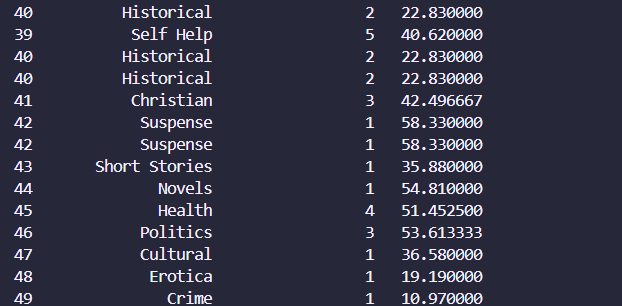 40 Historical 2 22.830000
39 Self Help 5 40.620000
40 Historical 2 22.830000
40 Historical 2 22.830000
41 Christian 3 42.496667
42 Suspense 1 58.330000
42 Suspense 1 58.330000
43 Short Stories 1 35.880000
44 Novels 1 54.810000
45 Health 4 51.452500
46 Politics 3 53.613333
47 Cultural 1 36.580000
48 Erotica 1 19.190000
49 Crime 1 10.970000